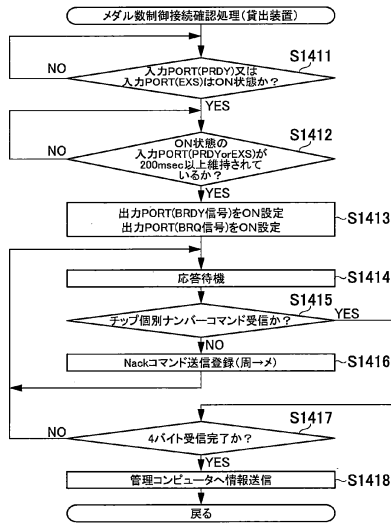 メダル数制御接続確認処理(貸出装置)
S1411
NO
入力PORT(PRDY)又は
入力PORT(EXS)はON状態か？
YES
S1412
ON状態の
入力PORT(PRDYorEXS)が
200msec以上維持されて
いるか？
NO
YES
出力PORT(BRDY信号)をON設定
出力PORT(BRQ信号)をON設定
S1413
応答待機
S1414
S1415
チップ個別ナンバーコマンド受信か？
YES
NO
Nackコマンド送信登録(周→メ)
S1416
S1417
NO
4バイト受信完了か？
YES
管理コンピュータへ情報送信
S1418
戻る